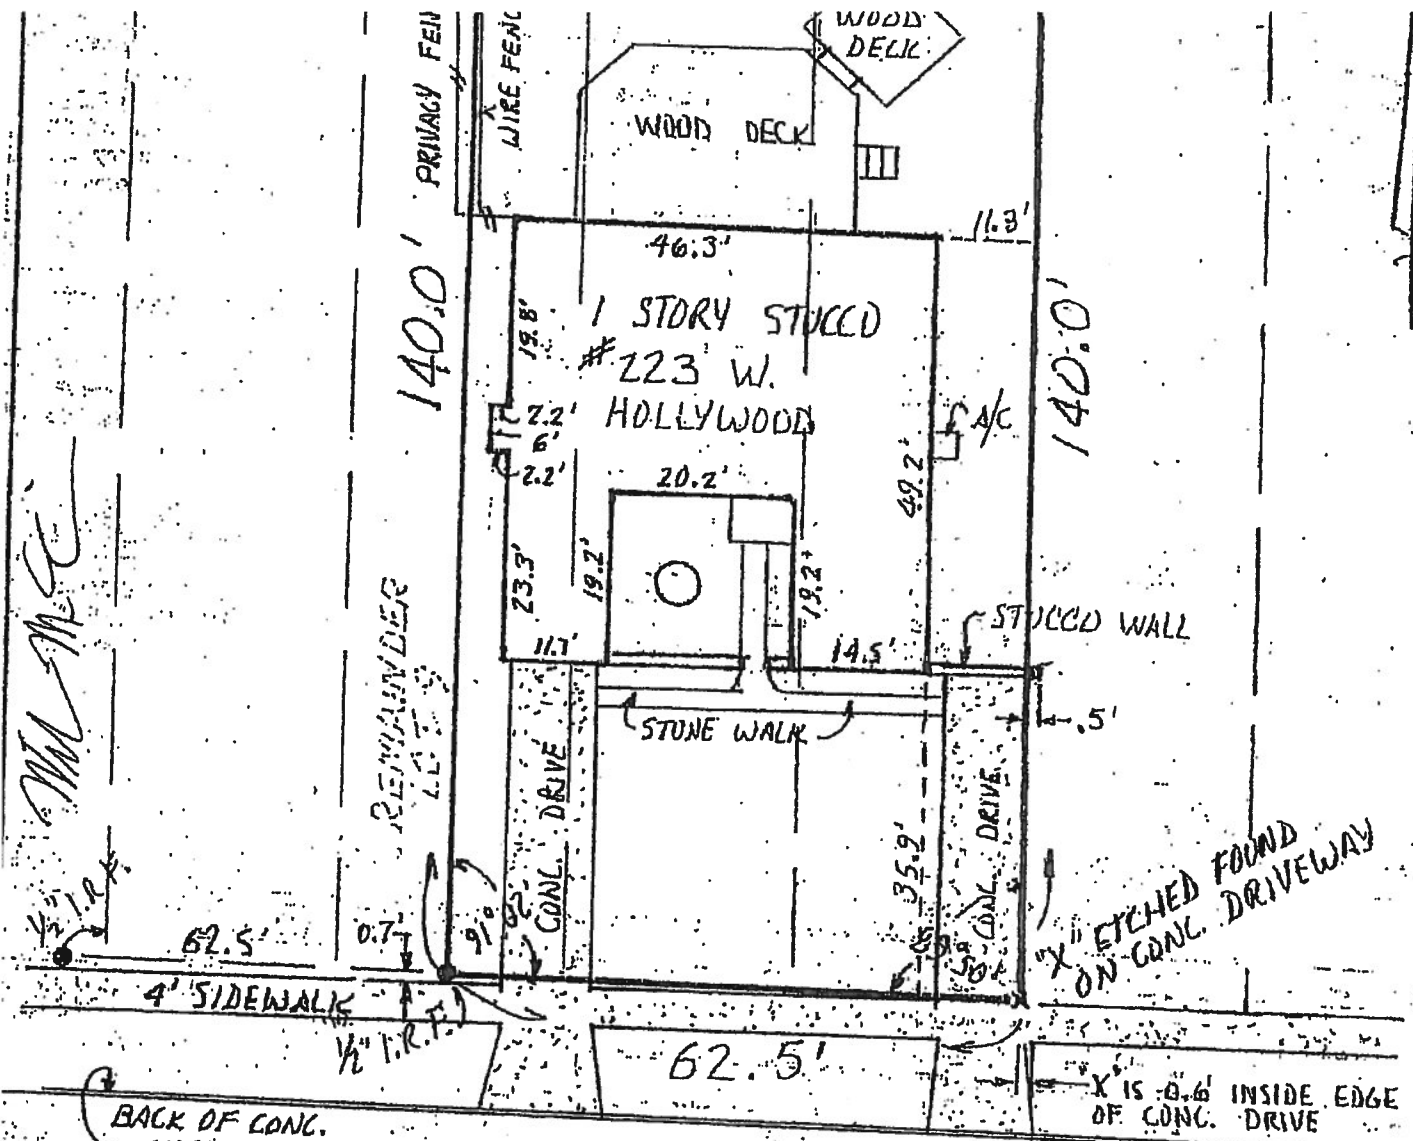 WOOD
DECK
PRIVACY FEN
WIRE FENC
WOOD DECK
11.3'
46.3'
140.0'
19.8'
1 STORY STUCCO
#223 W.
HOLLYWOOD
140.0'
2.2'
6'
2.2'
A/C
49.2'
20.2'
23.3'
19.2'
19.2'
STUCCO WALL
11.7'
14.5'
REMAINDER
LOT 9
STONE WALK
.5'
CONC. DRIVE
35.9'
CONC. DRIVE
"X" ETCHED FOUND
ON CONC. DRIVEWAY
1/2" I.R.F.
62.5'
0.7
91°
4' SIDEWALK
1/2" I.R.F.
62.5'
"X" IS 0.6' INSIDE EDGE
OF CONC. DRIVE
BACK OF CONC.